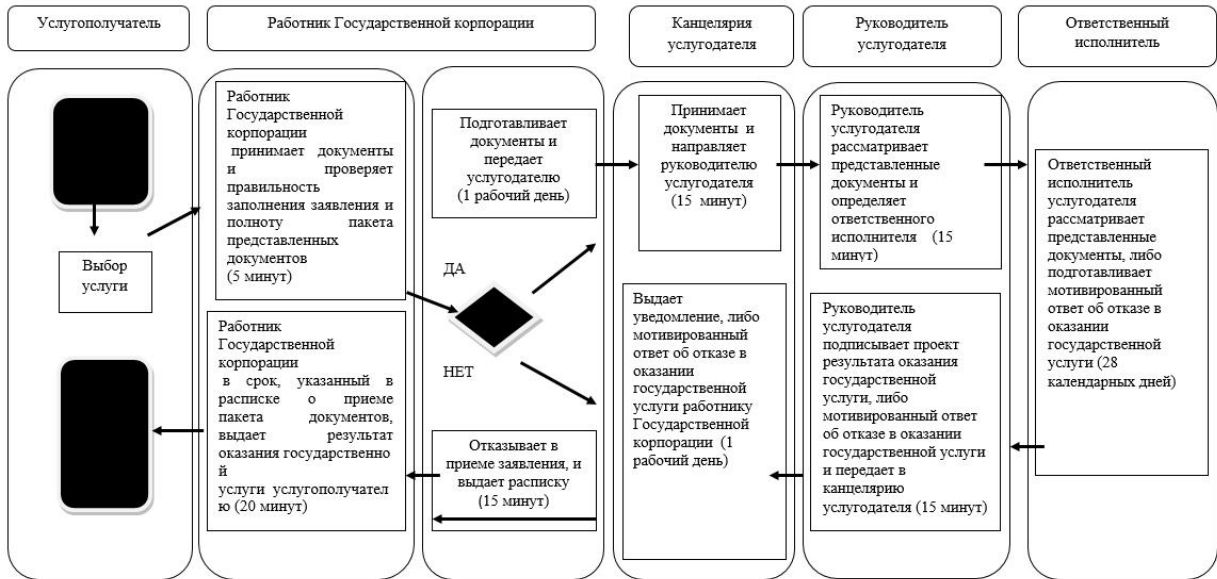 Услугополучатель
Работник Государственной корпорации
Канцелярия
услугодателя
Руководитель
услугодателя
Ответственный
исполнитель
Выбор
услуги
Работник
Государственной
корпорации
принимает документы
и проверяет
правильность
заполнения заявления и
полноту пакета
представленных
документов
(5 минут)
Работник
Государственной
корпорации
в срок, указанный в
расписке о приеме
пакета документов,
выдает результат
оказания государственно
й
услуги услугополучател
ю (20 минут)
Подготавливает
документы и
передает
услугодателю
(1 рабочий день)
ДА
НЕТ
Отказывает в
приеме заявления, и
выдает расписку
(15 минут)
Принимает
документы и
направляет
руководителю
услугодателя
(15 минут)
Выдает
уведомление, либо
мотивированный
ответ об отказе в
оказании
государственной
услуги работнику
Государственной
корпорации (1
рабочий день)
Руководитель
услугодателя
рассматривает
представленные
документы и
определяет
ответственного
исполнителя (15
минут)
Руководитель
услугодателя
подписывает проект
результата оказания
государственной
услуги, либо
мотивированный ответ
об отказе в оказании
государственной услуги
и передает в
канцелярию
услугодателя (15 минут)
Ответственный
исполнитель
услугодателя
рассматривает
представленные
документы, либо
подготавливает
мотивированный
ответ об отказе в
оказании
государственной
услуги (28
календарных дней)